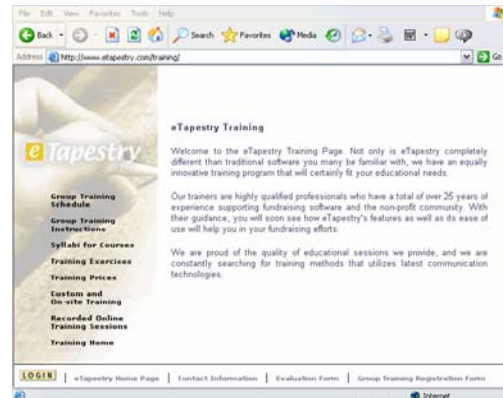 File Edit View Favorites Tools Help
Back Search Favorites Media
Address http://www.etapestry.com/training/ Go
eTapestry
eTapestry Training
Welcome to the eTapestry Training Page. Not only is eTapestry completely
different than traditional software you many be familiar with, we have an equally
innovative training program that will certainly fit your educational needs.
Our trainers are highly qualified professionals who have a total of over 25 years of
experience supporting fundraising software and the non-profit community. With
their guidance, you will soon see how eTapestry's features as well as its ease of
use will help you in your fundraising efforts.
We are proud of the quality of educational sessions we provide, and we are
constantly searching for training methods that utilizes latest communication
technologies.
Group Training
Schedule
Group Training
Instructions
Syllabi for Courses
Training Exercises
Training Prices
Custom and
On-site Training
Recorded Online
Training Sessions
Training Home
LOGIN | eTapestry Home Page | Contact Information | Evaluation Form | Group Training Registration Form
Internet